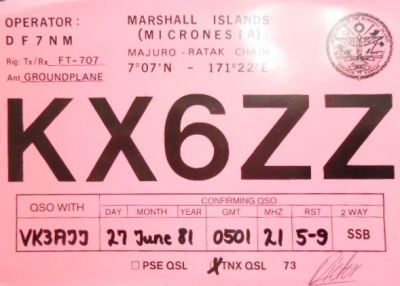 OPERATOR:
DF7NM
Rig: Tx/Rx FT-707
Ant GROUNDPLANE
MARSHALL ISLANDS
(MICRONESIA)
MAJURO - RATAK CHAIN
7°07'N - 171°22'E
KX6ZZ
QSO WITH CONFIRMING QSO
DAY MONTH YEAR GMT MHZ RST 2 WAY
VK3AJJ 27 June 81 0501 21 5-9 SSB
PSE QSL TNX QSL 73